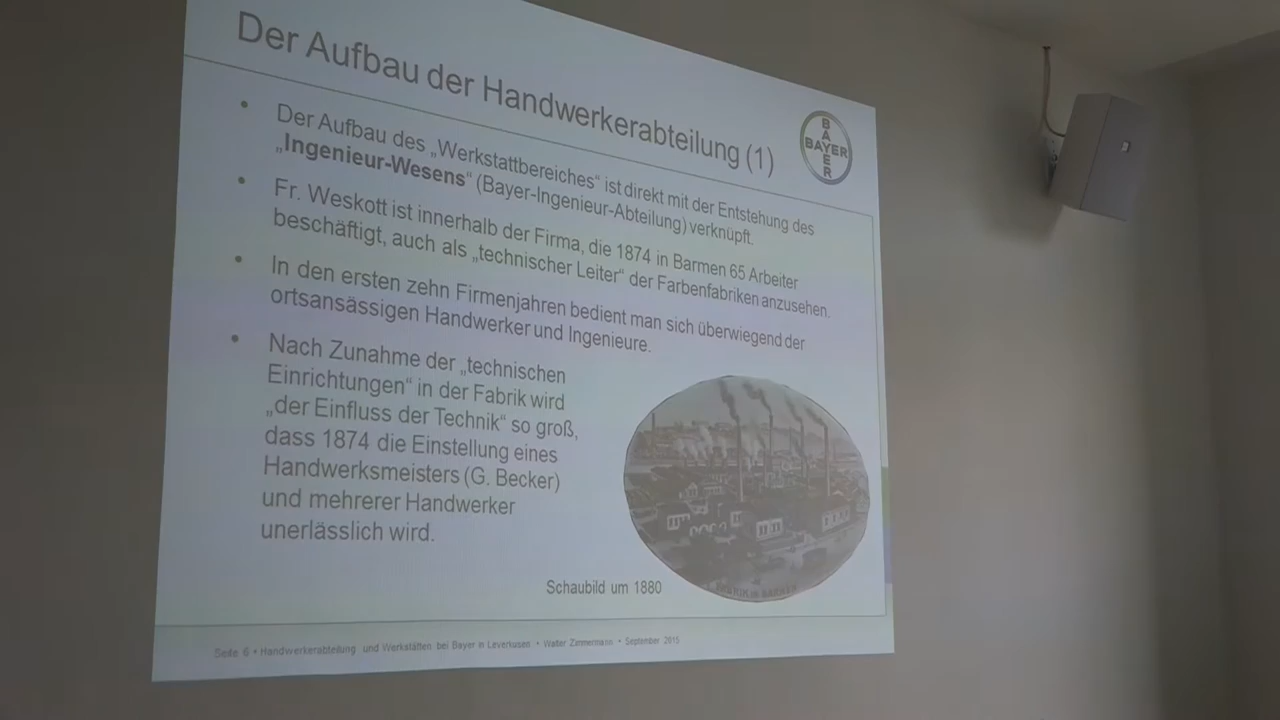 Der Aufbau der Handwerkerabteilung (1)
BAYER
BAYER
• Der Aufbau des „Werkstattbereiches“ ist direkt mit der Entstehung des
„Ingenieur-Wesens“ (Bayer-Ingenieur-Abteilung) verknüpft.
• Fr. Weskott ist innerhalb der Firma, die 1874 in Barmen 65 Arbeiter
beschäftigt, auch als „technischer Leiter“ der Farbenfabriken anzusehen.
• In den ersten zehn Firmenjahren bedient man sich überwiegend der
ortsansässigen Handwerker und Ingenieure.
• Nach Zunahme der „technischen
Einrichtungen“ in der Fabrik wird
„der Einfluss der Technik“ so groß,
dass 1874 die Einstellung eines
Handwerksmeisters (G. Becker)
und mehrerer Handwerker
unerlässlich wird.
Schaubild um 1880
Seite 6 • Handwerkerabteilung und Werkstätten bei Bayer in Leverkusen • Walter Zimmermann • September 2015